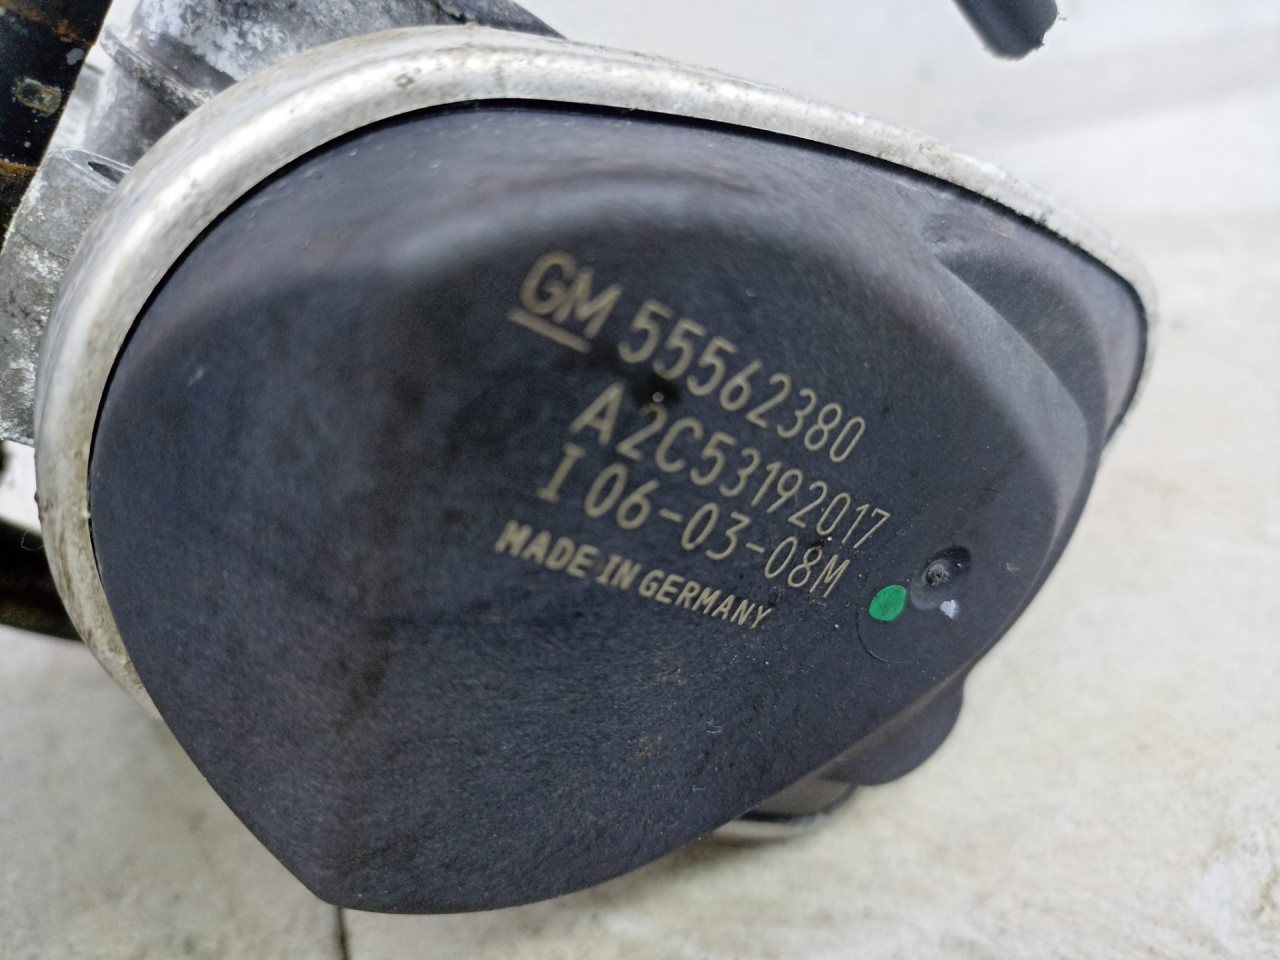 GM 55562380
A2C53192017
I 06-03-08M
MADE IN GERMANY